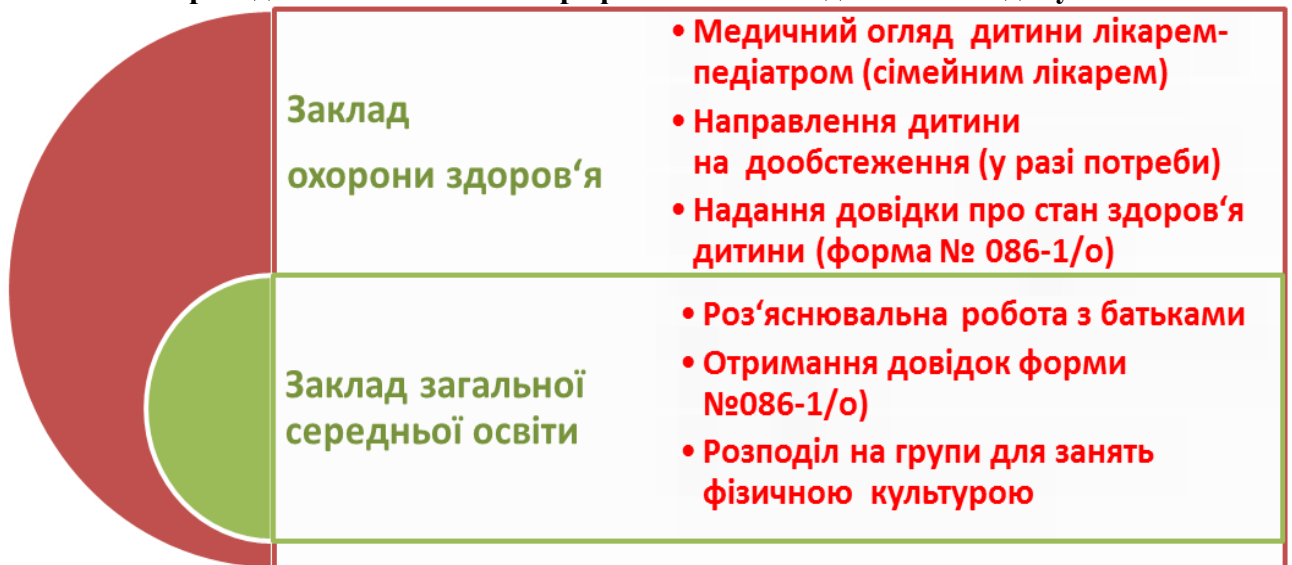 Заклад
охорони здоров‘я
• Медичний огляд дитини лікарем-
педіатром (сімейним лікарем)
• Направлення дитини
на дообстеження (у разі потреби)
• Надання довідки про стан здоров‘я
дитини (форма № 086-1/о)
Заклад загальної
середньої освіти
• Роз‘яснювальна робота з батьками
• Отримання довідок форми
№086-1/о)
• Розподіл на групи для занять
фізичною культурою